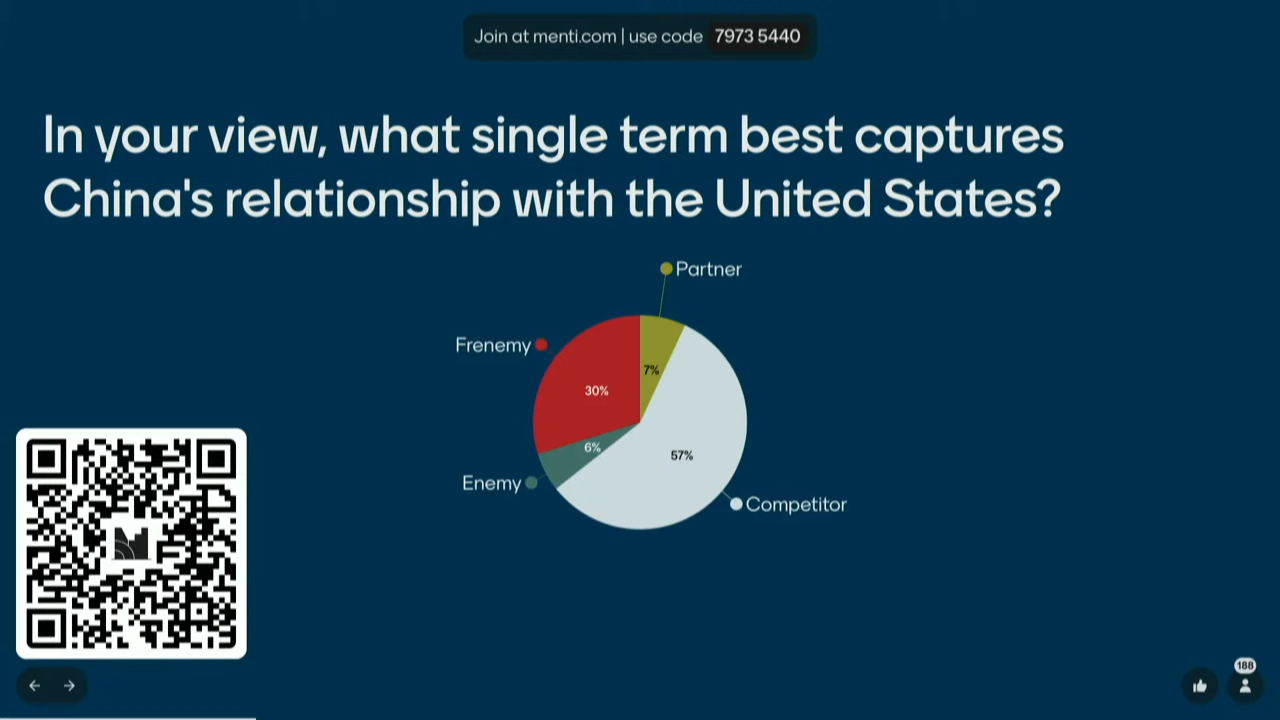 Join at menti.com | use code 7973 5440
In your view, what single term best captures
China's relationship with the United States?
Partner
Frenemy
7%
30%
6%
57%
Enemy
Competitor
188